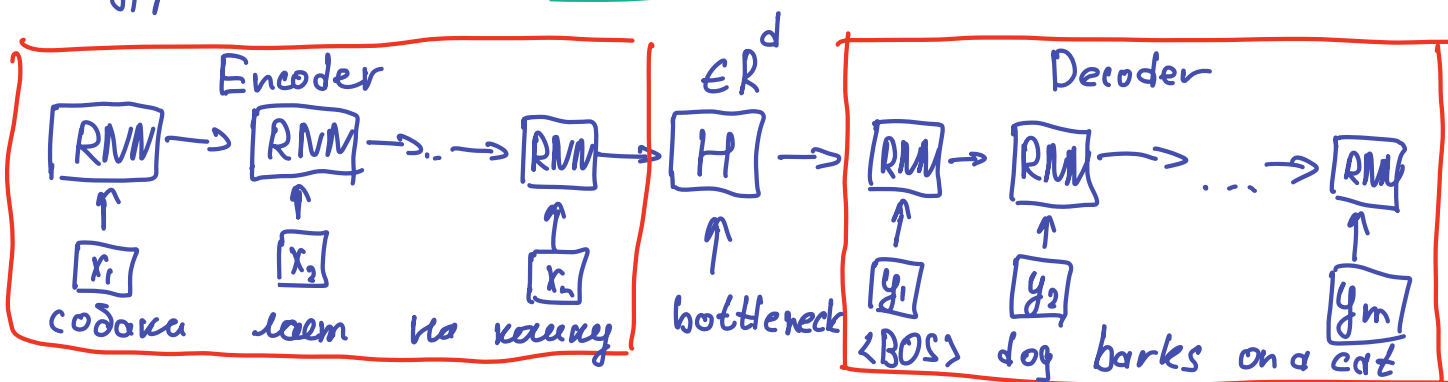 Encoder ∈ R^d Decoder
RNN RNN ... RNN H RNN RNN ... RNN
x₁ x₂ xₙ y₁ y₂ yₘ
собака лает на кошку bottleneck <BOS> dog barks on a cat